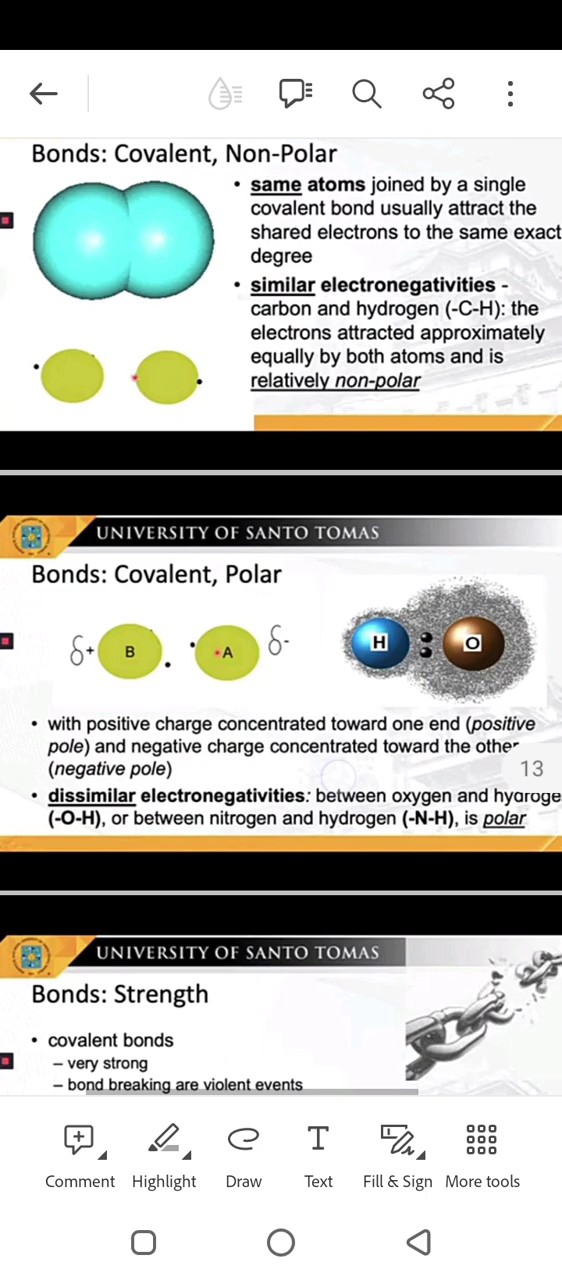 Bonds: Covalent, Non-Polar
• same atoms joined by a single
covalent bond usually attract the
shared electrons to the same exact
degree
• similar electronegativities -
carbon and hydrogen (-C-H): the
electrons attracted approximately
equally by both atoms and is
relatively non-polar
UNIVERSITY OF SANTO TOMAS
Bonds: Covalent, Polar
δ+ B A δ-
H : O
• with positive charge concentrated toward one end (positive
pole) and negative charge concentrated toward the other
(negative pole)
13
• dissimilar electronegativities: between oxygen and hydroge
(-O-H), or between nitrogen and hydrogen (-N-H), is polar
UNIVERSITY OF SANTO TOMAS
Bonds: Strength
• covalent bonds
– very strong
– bond breaking are violent events
Comment Highlight Draw Text Fill & Sign More tools